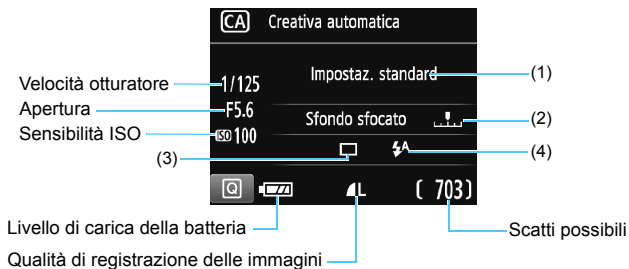 CA Creativa automatica
Impostaz. standard
(1)
Velocità otturatore
1/125
Apertura
F5.6
Sfondo sfocato
(2)
Sensibilità ISO
ISO 100
(3)
A
(4)
Q
L
( 703)
Livello di carica della batteria
Scatti possibili
Qualità di registrazione delle immagini